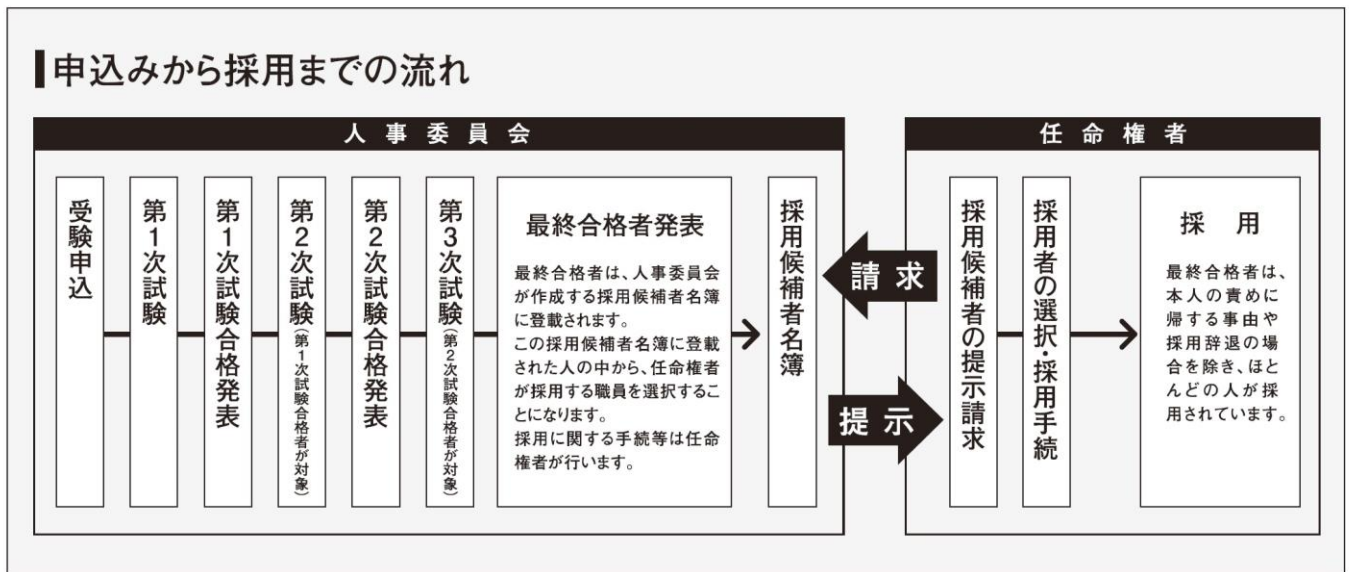 申込みから採用までの流れ
人事委員会
受験申込
第1次試験
第1次試験合格発表
第2次試験(第1次試験合格者が対象)
第2次試験合格発表
第3次試験(第2次試験合格者が対象)
最終合格者発表
最終合格者は、人事委員会
が作成する採用候補者名簿
に登載されます。
この採用候補者名簿に登載
された人の中から、任命権者
が採用する職員を選択するこ
とになります。
採用に関する手続等は任命
権者が行います。
採用候補者名簿
請求
提示
任命権者
採用候補者の提示請求
採用者の選択・採用手続
採用
最終合格者は、
本人の責めに
帰する事由や
採用辞退の場
合を除き、ほと
んどの人が採
用されています。